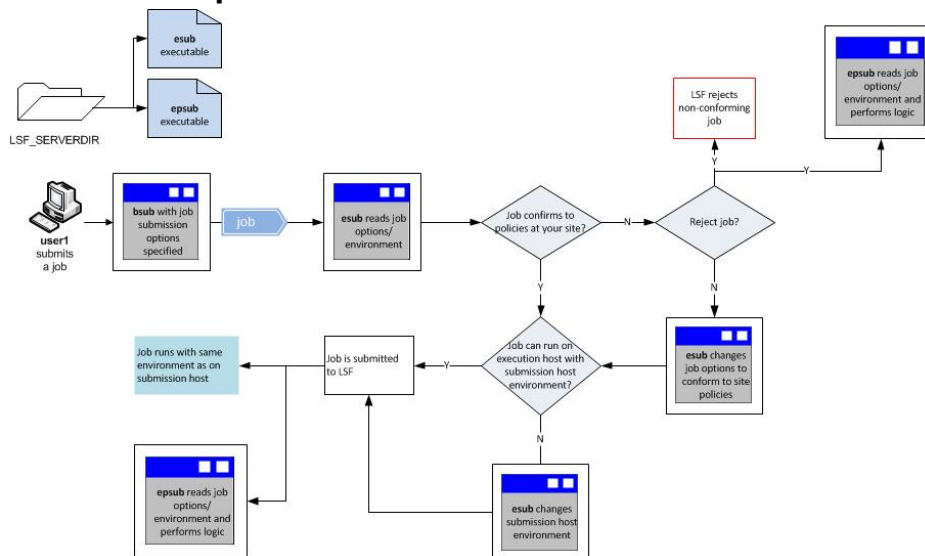 esub
executable
epsub
executable
LSF_SERVERDIR
LSF rejects
non-conforming
job
epsub reads job
options/
environment and
performs logic
Y
Y
user1
submits
a job
bsub with job
submission
options
specified
job
esub reads job
options/
environment
Job confirms to
policies at your site?
N
Reject job?
Y
N
Job runs with same
environment as on
submission host
Job is submitted
to LSF
Y
Job can run on
execution host with
submission host
environment?
esub changes
job options to
conform to site
policies
N
epsub reads job
options/
environment and
performs logic
esub changes
submission host
environment